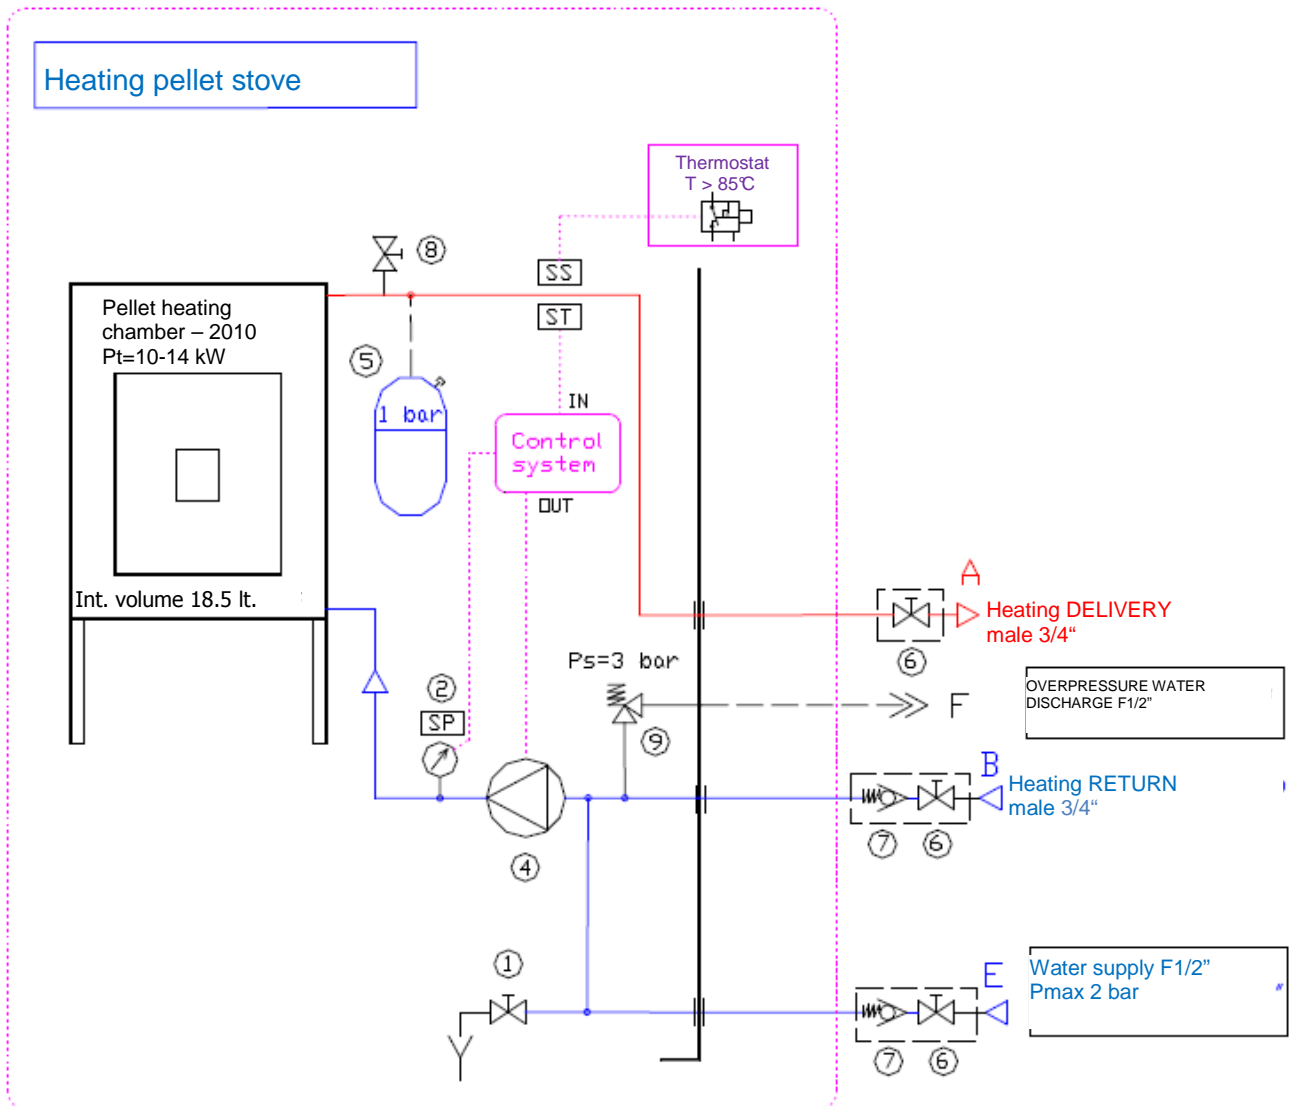 Heating pellet stove
Thermostat
T > 85°C
8
SS
ST
Pellet heating
chamber – 2010
Pt=10-14 kW
5
1 bar
IN
Control
system
OUT
Int. volume 18.5 lt.
A
Heating DELIVERY
male 3/4“
6
Ps=3 bar
2
SP
9
F
OVERPRESSURE WATER
DISCHARGE F1/2”
B
Heating RETURN
male 3/4“
7
6
4
1
E
Water supply F1/2”
Pmax 2 bar
"
7
6